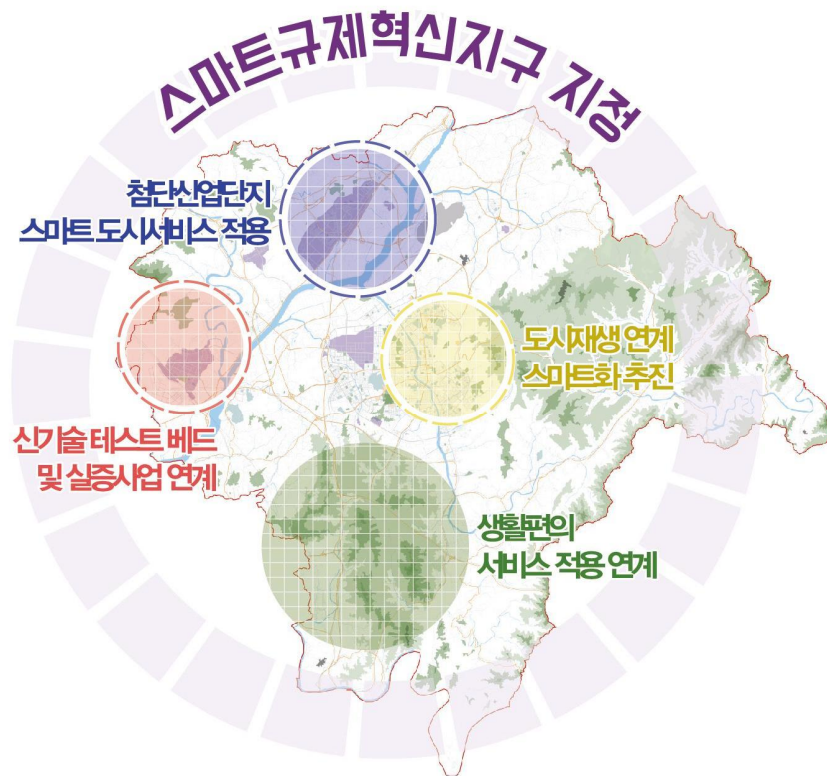 스마트규제혁신지구 지정
첨단산업단지
스마트 도시서비스 적용
도시재생 연계
스마트화 추진
신기술 테스트 베드
및 실증사업 연계
생활편의
서비스 적용 연계